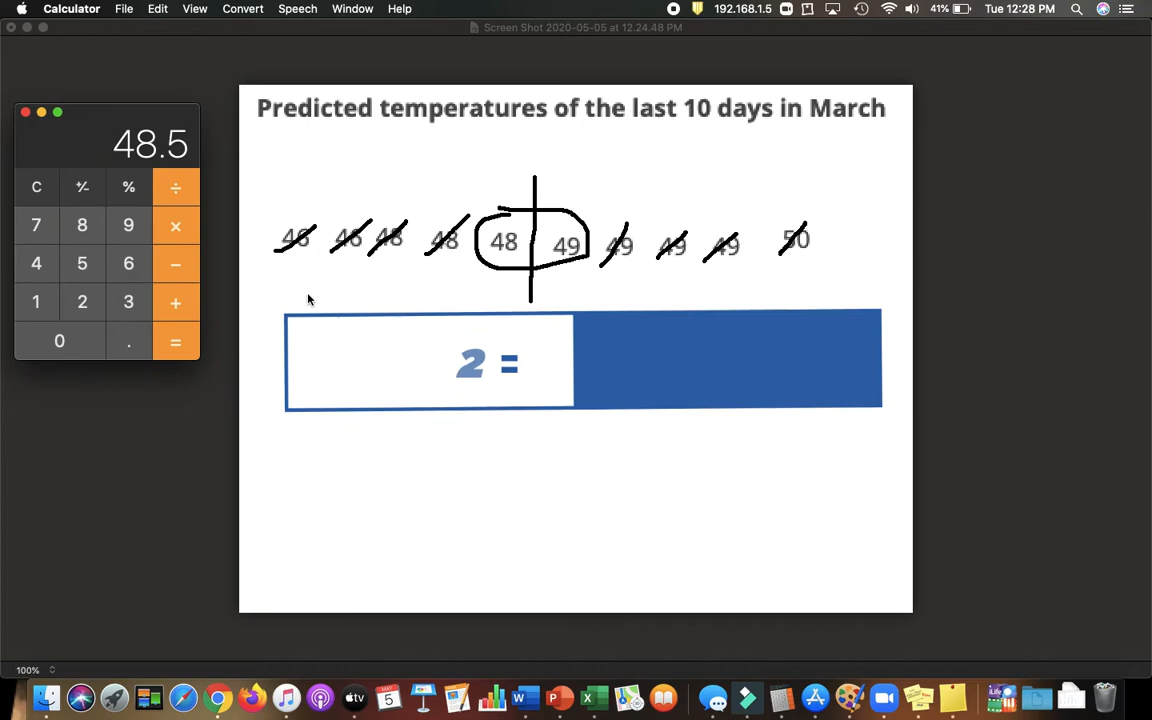 Calculator File Edit View Convert Speech Window Help 192.168.1.5 41% Tue 12:28 PM
Screen Shot 2020-05-05 at 12.24.48 PM
Predicted temperatures of the last 10 days in March
48.5
C +/- % ÷
7 8 9 ×
4 5 6 −
1 2 3 +
0 . =
46 46 48 48 48 49 49 49 49 50
2 =
100%
MAY
5
tv
W P X